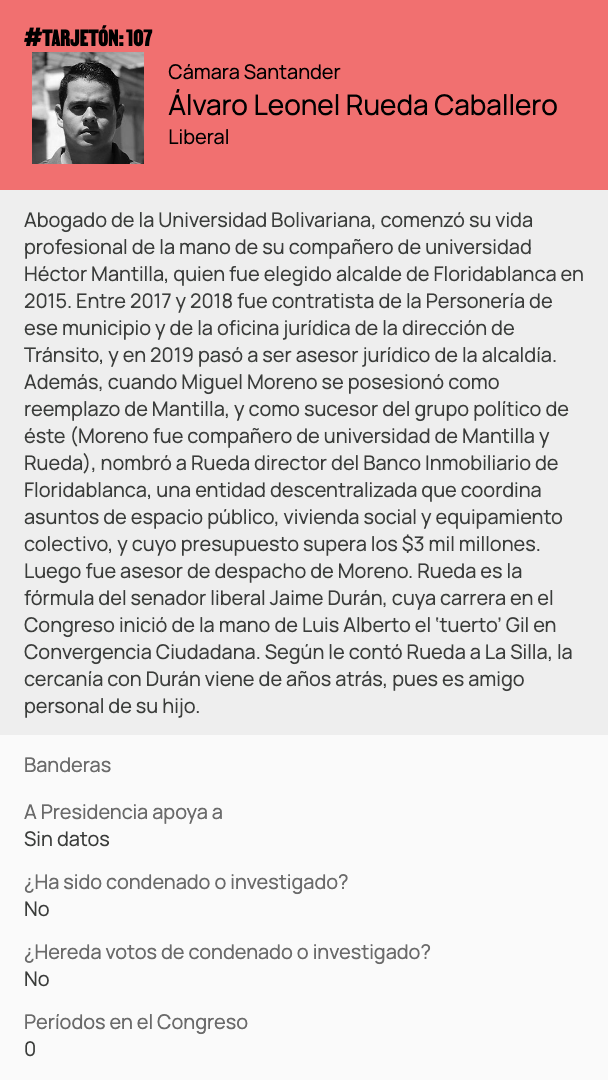 #TARJETÓN: 107
Cámara Santander
Álvaro Leonel Rueda Caballero
Liberal
Abogado de la Universidad Bolivariana, comenzó su vida
profesional de la mano de su compañero de universidad
Héctor Mantilla, quien fue elegido alcalde de Floridablanca en
2015. Entre 2017 y 2018 fue contratista de la Personería de
ese municipio y de la oficina jurídica de la dirección de
Tránsito, y en 2019 pasó a ser asesor jurídico de la alcaldía.
Además, cuando Miguel Moreno se posesionó como
reemplazo de Mantilla, y como sucesor del grupo político de
éste (Moreno fue compañero de universidad de Mantilla y
Rueda), nombró a Rueda director del Banco Inmobiliario de
Floridablanca, una entidad descentralizada que coordina
asuntos de espacio público, vivienda social y equipamiento
colectivo, y cuyo presupuesto supera los $3 mil millones.
Luego fue asesor de despacho de Moreno. Rueda es la
fórmula del senador liberal Jaime Durán, cuya carrera en el
Congreso inició de la mano de Luis Alberto el ‘tuerto’ Gil en
Convergencia Ciudadana. Según le contó Rueda a La Silla, la
cercanía con Durán viene de años atrás, pues es amigo
personal de su hijo.
Banderas
A Presidencia apoya a
Sin datos
¿Ha sido condenado o investigado?
No
¿Hereda votos de condenado o investigado?
No
Períodos en el Congreso
0